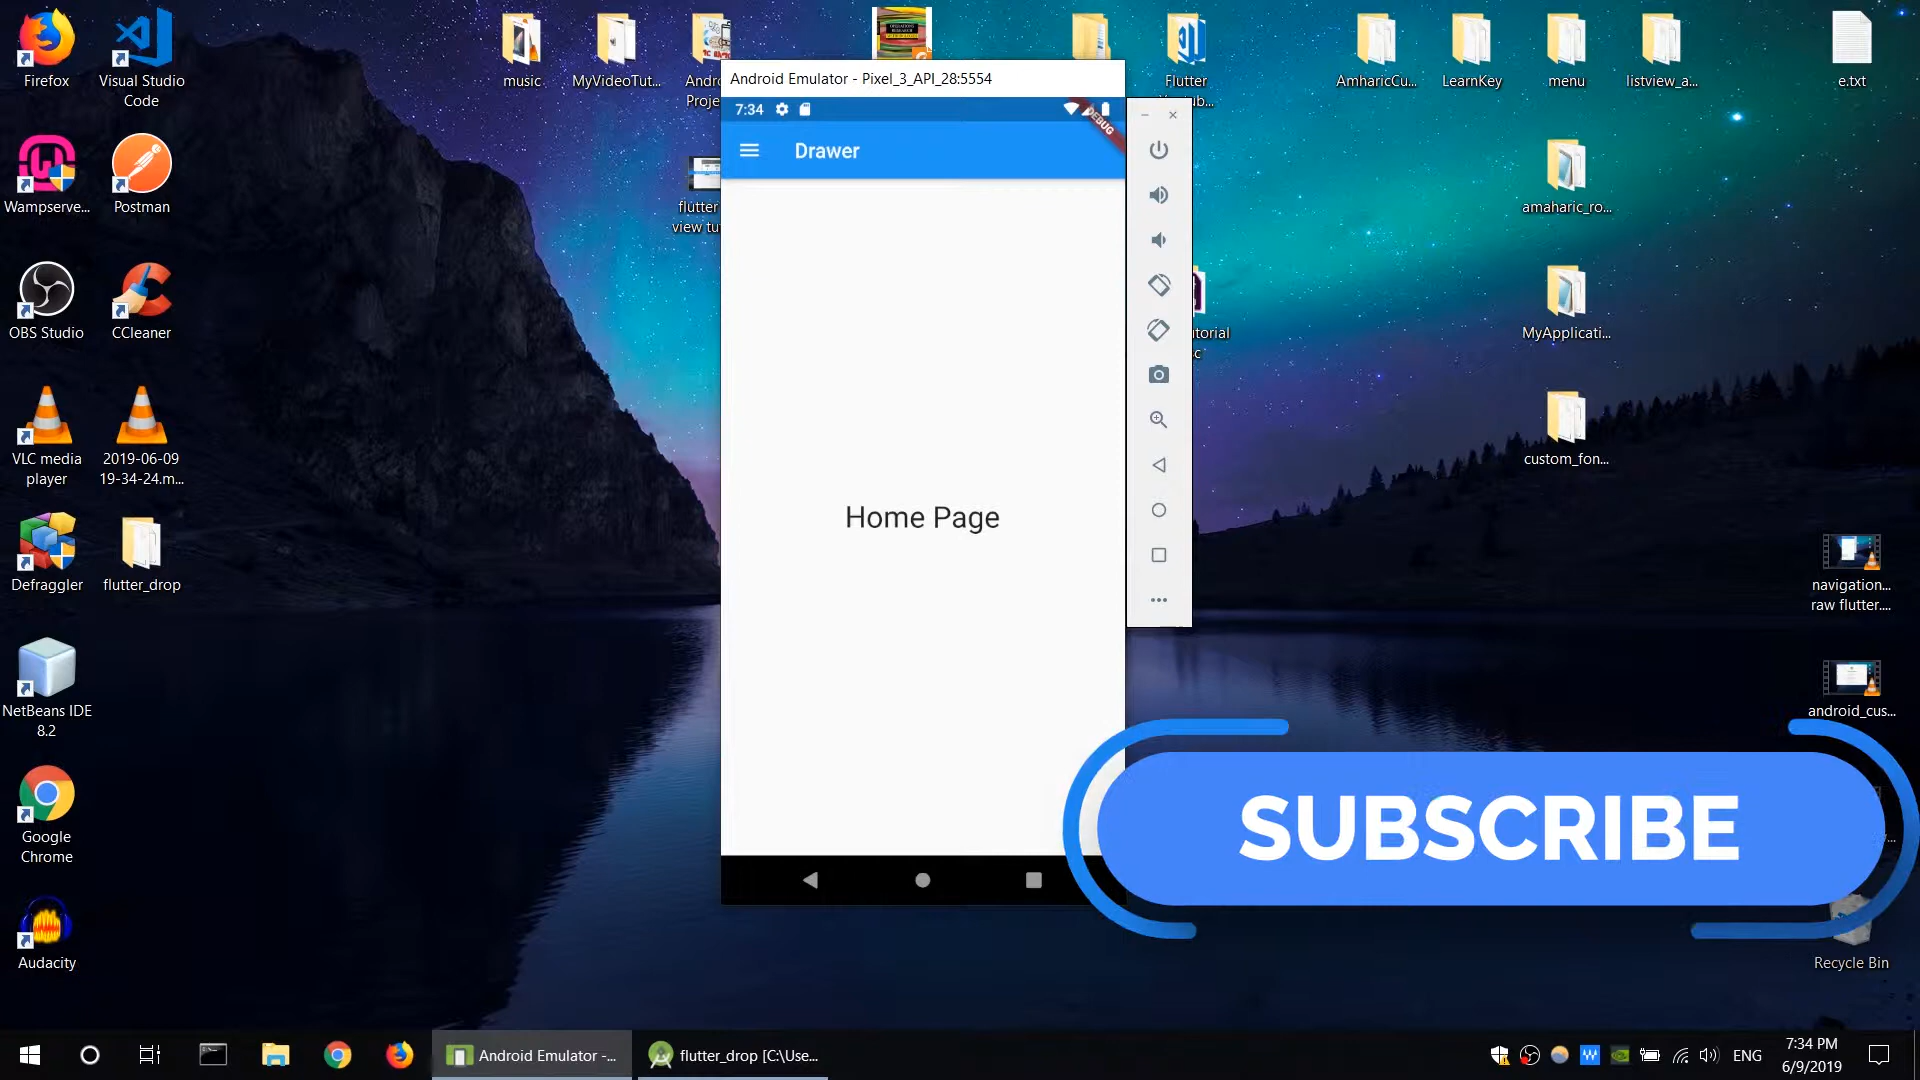 Firefox
Visual Studio
Code
music
MyVideoTut...
Andro
Proje
Flutter
Android Emulator - Pixel_3_API_28:5554
AmharicCu...
LearnKey
menu
listview_a...
e.txt
7:34
DEBUG
Drawer
Wampserve...
Postman
flutter
view tu
amaharic_ro...
OBS Studio
CCleaner
MyApplicati...
VLC media
player
2019-06-09
19-34-24.m...
custom_fon...
Home Page
Defraggler
flutter_drop
navigation...
raw flutter....
NetBeans IDE
8.2
android_cus...
SUBSCRIBE
Google
Chrome
Audacity
Recycle Bin
Android Emulator -...
flutter_drop [C:\Use...
ENG
7:34 PM
6/9/2019